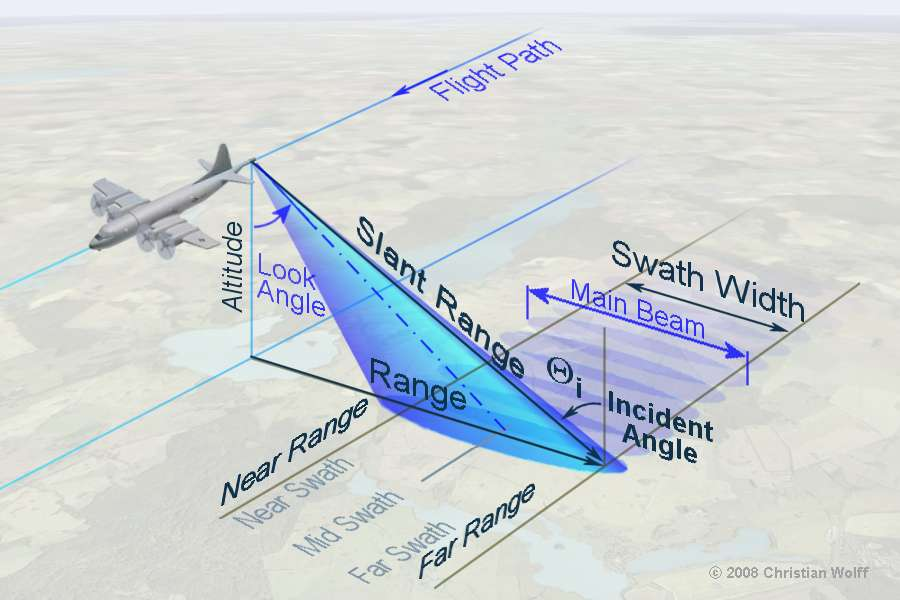 Flight Path
Altitude
Look
Angle
Slant Range
Swath Width
Main Beam
Range
Θi
Incident
Angle
Near Range
Near Swath
Mid Swath
Far Swath
Far Range
© 2008 Christian Wolff